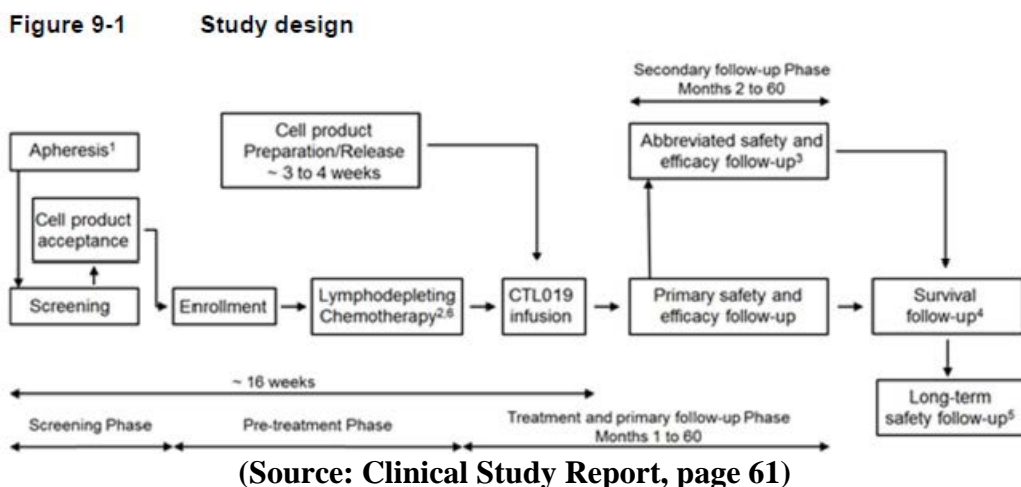 Figure 9-1 Study design
Secondary follow-up Phase
Months 2 to 60
Apheresis1
Cell product
Preparation/Release
~ 3 to 4 weeks
Abbreviated safety and
efficacy follow-up3
Cell product
acceptance
Screening
Enrollment
Lymphodepleting
Chemotherapy2,6
CTL019
infusion
Primary safety and
efficacy follow-up
Survival
follow-up4
~ 16 weeks
Long-term
safety follow-up5
Screening Phase
Pre-treatment Phase
Treatment and primary follow-up Phase
Months 1 to 60
(Source: Clinical Study Report, page 61)